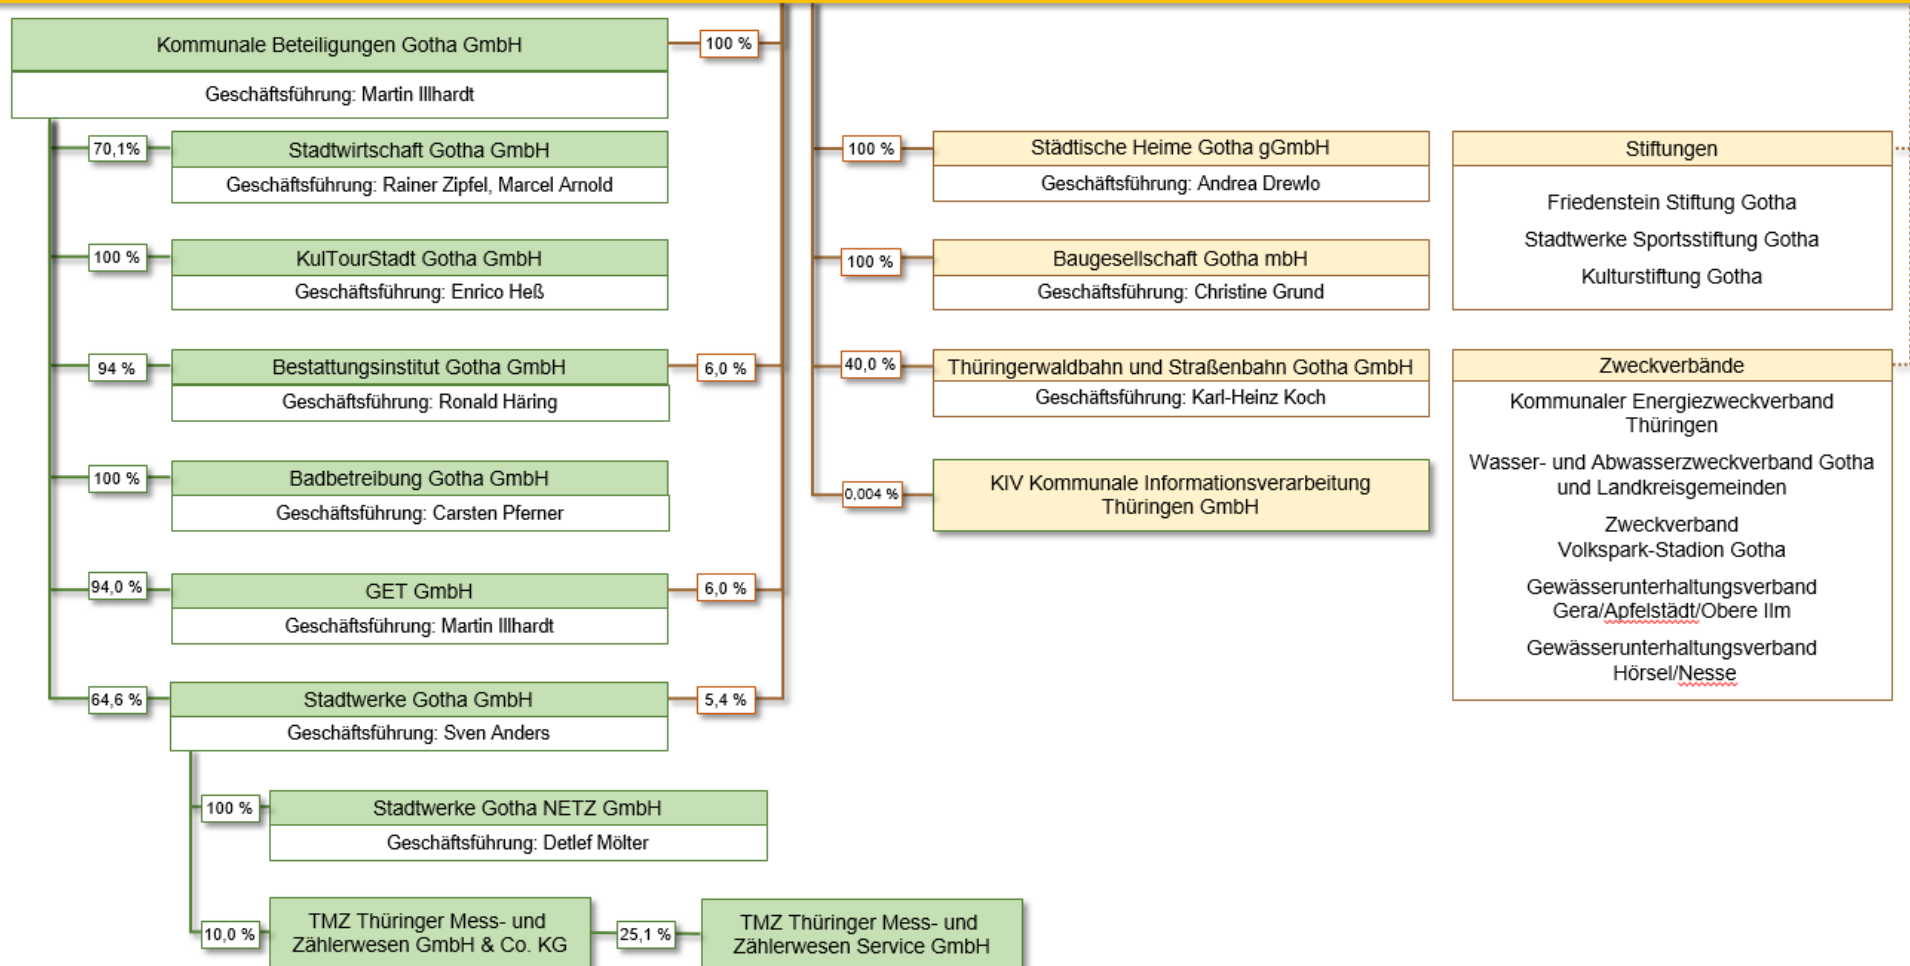 Kommunale Beteiligungen Gotha GmbH
100 %
Geschäftsführung: Martin Illhardt
70,1%
Stadtwirtschaft Gotha GmbH
Geschäftsführung: Rainer Zipfel, Marcel Arnold
100 %
KulTourStadt Gotha GmbH
Geschäftsführung: Enrico Heß
94 %
Bestattungsinstitut Gotha GmbH
6,0 %
Geschäftsführung: Ronald Häring
100 %
Badbetreibung Gotha GmbH
Geschäftsführung: Carsten Pferner
94,0 %
GET GmbH
6,0 %
Geschäftsführung: Martin Illhardt
64,6 %
Stadtwerke Gotha GmbH
5,4 %
Geschäftsführung: Sven Anders
100 %
Stadtwerke Gotha NETZ GmbH
Geschäftsführung: Detlef Mölter
10,0 %
TMZ Thüringer Mess- und
Zählerwesen GmbH & Co. KG
25,1 %
TMZ Thüringer Mess- und
Zählerwesen Service GmbH
100 %
Städtische Heime Gotha gGmbH
Geschäftsführung: Andrea Drewlo
100 %
Baugesellschaft Gotha mbH
Geschäftsführung: Christine Grund
40,0 %
Thüringerwaldbahn und Straßenbahn Gotha GmbH
Geschäftsführung: Karl-Heinz Koch
0,004 %
KIV Kommunale Informationsverarbeitung
Thüringen GmbH
Stiftungen
Friedenstein Stiftung Gotha
Stadtwerke Sportsstiftung Gotha
Kulturstiftung Gotha
Zweckverbände
Kommunaler Energiezweckverband
Thüringen
Wasser- und Abwasserzweckverband Gotha
und Landkreisgemeinden
Zweckverband
Volkspark-Stadion Gotha
Gewässerunterhaltungsverband
Gera/Apfelstädt/Obere Ilm
Gewässerunterhaltungsverband
Hörsel/Nesse